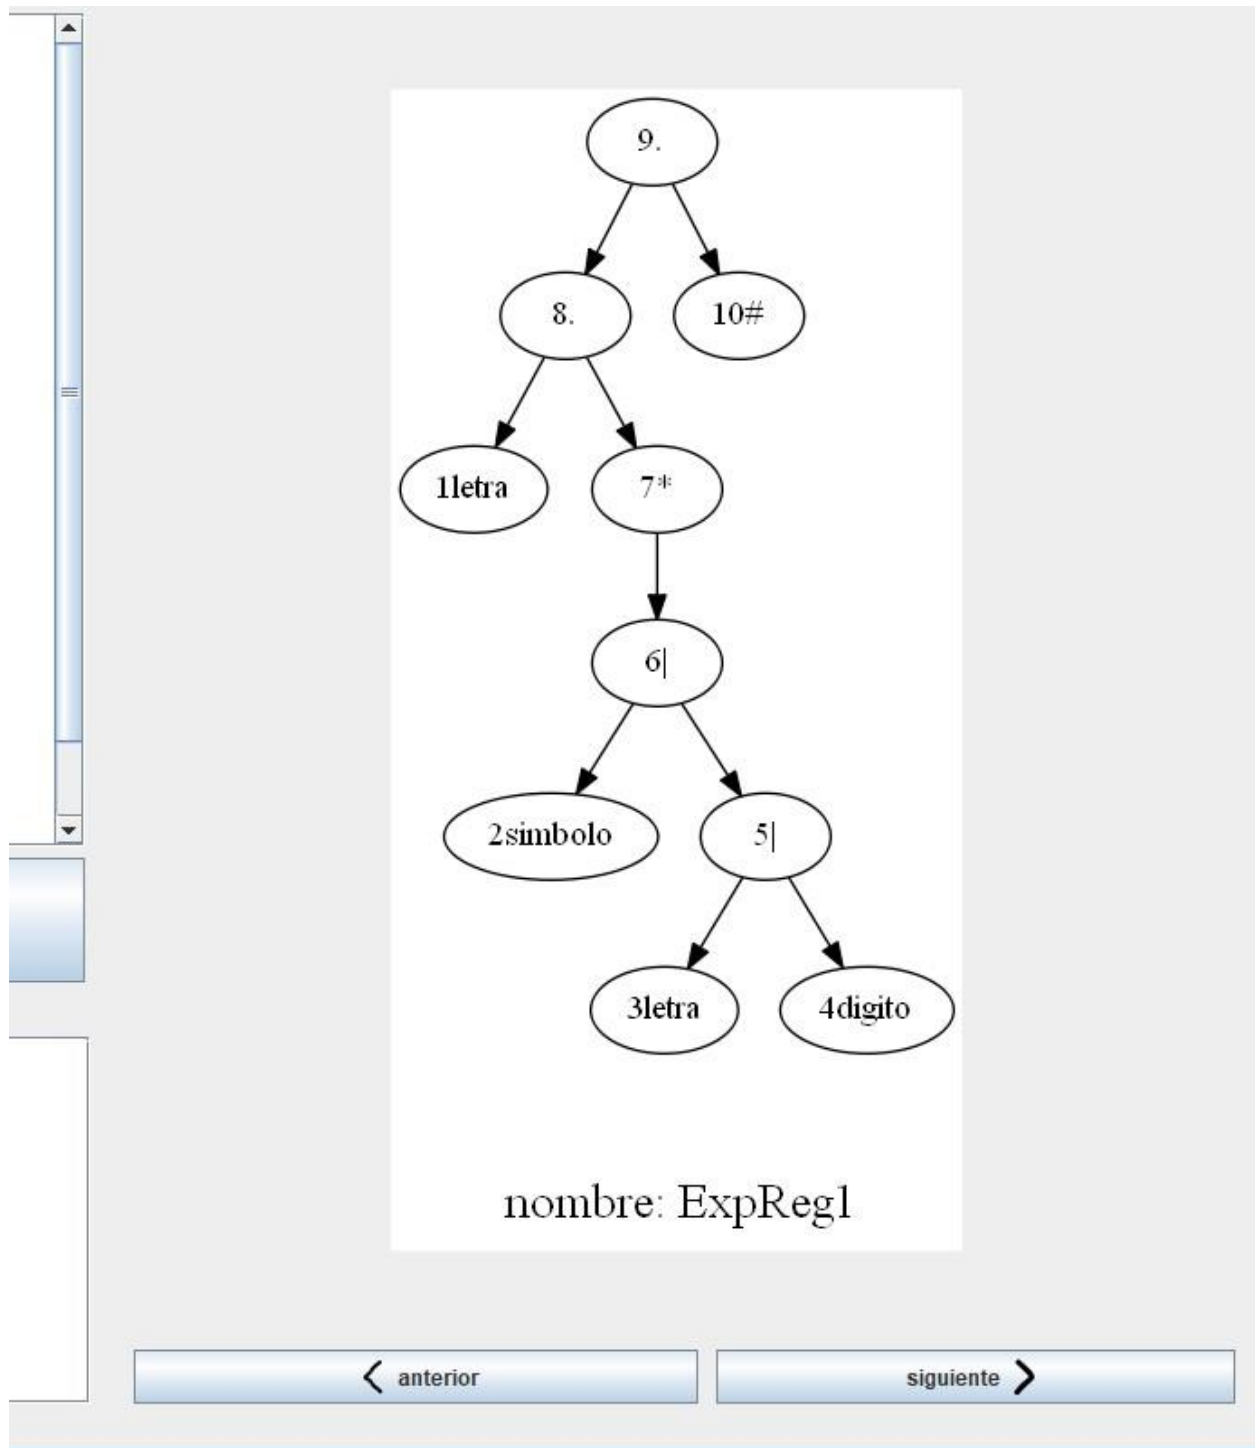 9.
8.
10#
1letra
7*
6|
2simbolo
5|
3letra
4digito
nombre: ExpReg1
anterior
siguiente